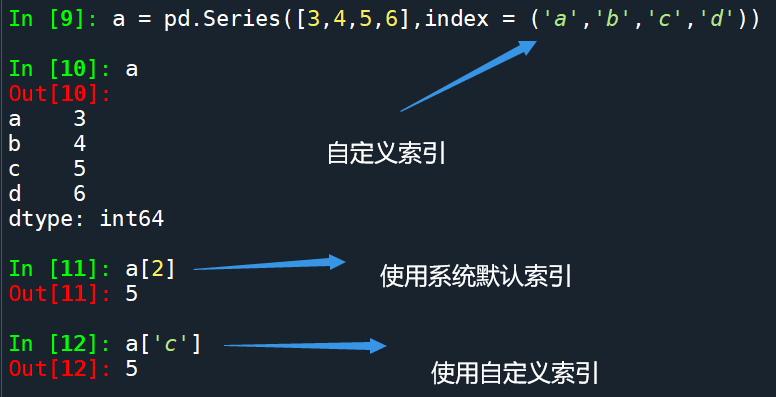 In [9]: a = pd.Series([3,4,5,6],index = ('a','b','c','d'))
In [10]: a
Out[10]:
a    3
b    4
c    5
d    6
dtype: int64
自定义索引
In [11]: a[2]
使用系统默认索引
Out[11]: 5
In [12]: a['c']
Out[12]: 5
使用自定义索引